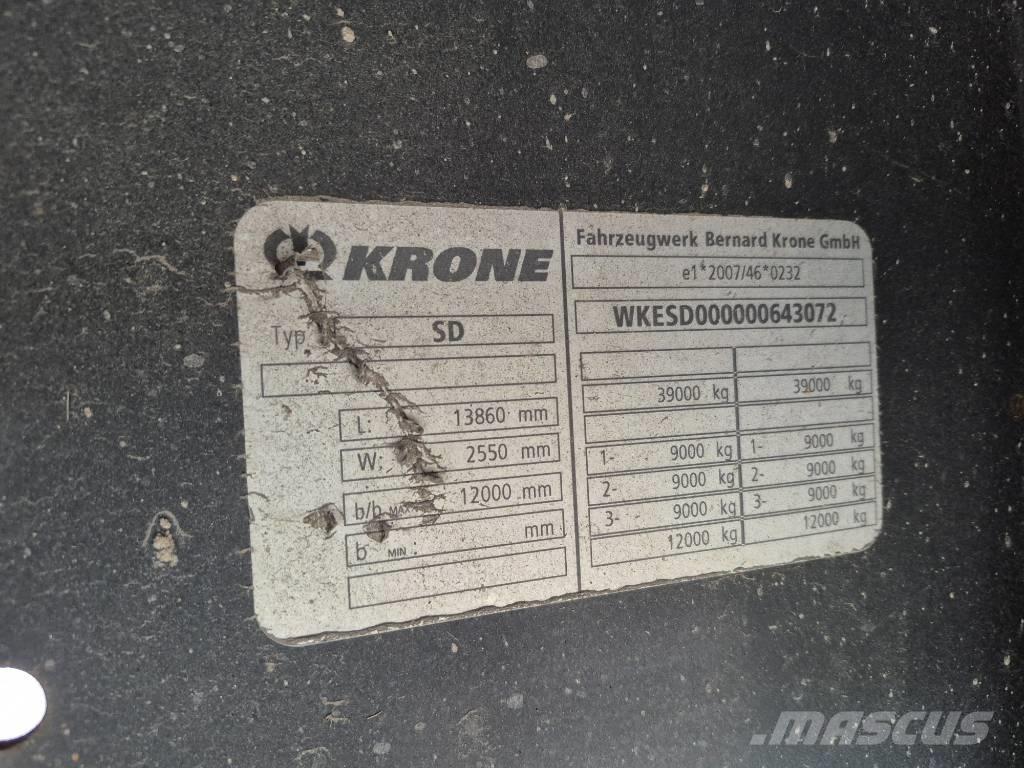 KRONE
Typ SD
L: 13860 mm
W: 2550 mm
b/b MAX 12000 mm
b MIN : mm
Fahrzeugwerk Bernard Krone GmbH
e1*2007/46*0232
WKESD000000643072
39000 kg 39000 kg
1- 9000 kg 1- 9000 kg
2- 9000 kg 2- 9000 kg
3- 9000 kg 3- 9000 kg
12000 kg 12000 kg
MASCUS